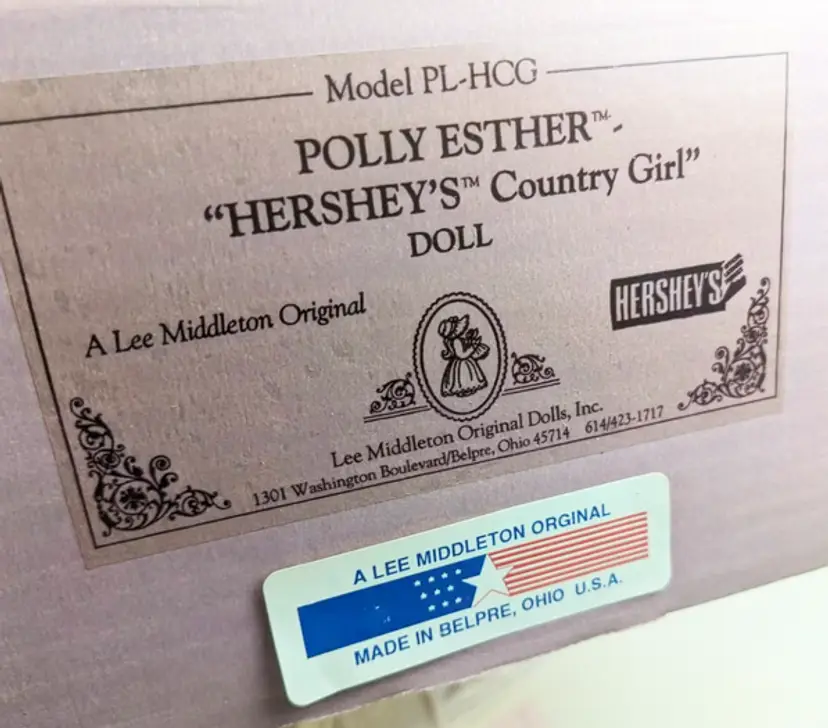 Model PL-HCG
POLLY ESTHER™-
“HERSHEY'S™ Country Girl”
DOLL
A Lee Middleton Original
HERSHEY'S
Lee Middleton Original Dolls, Inc.
1301 Washington Boulevard/Belpre, Ohio 45714 614/423-1717
A LEE MIDDLETON ORGINAL
MADE IN BELPRE, OHIO U.S.A.